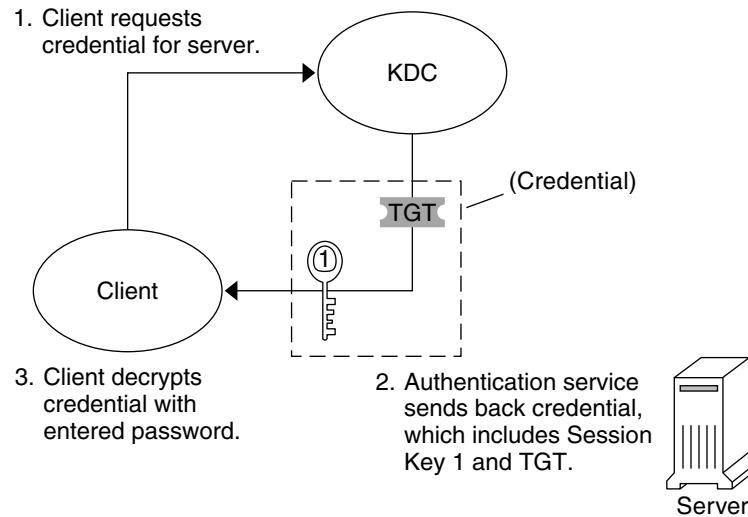 1. Client requests
credential for server.
KDC
(Credential)
TGT
1
Client
3. Client decrypts
credential with
entered password.
2. Authentication service
sends back credential,
which includes Session
Key 1 and TGT.
Server